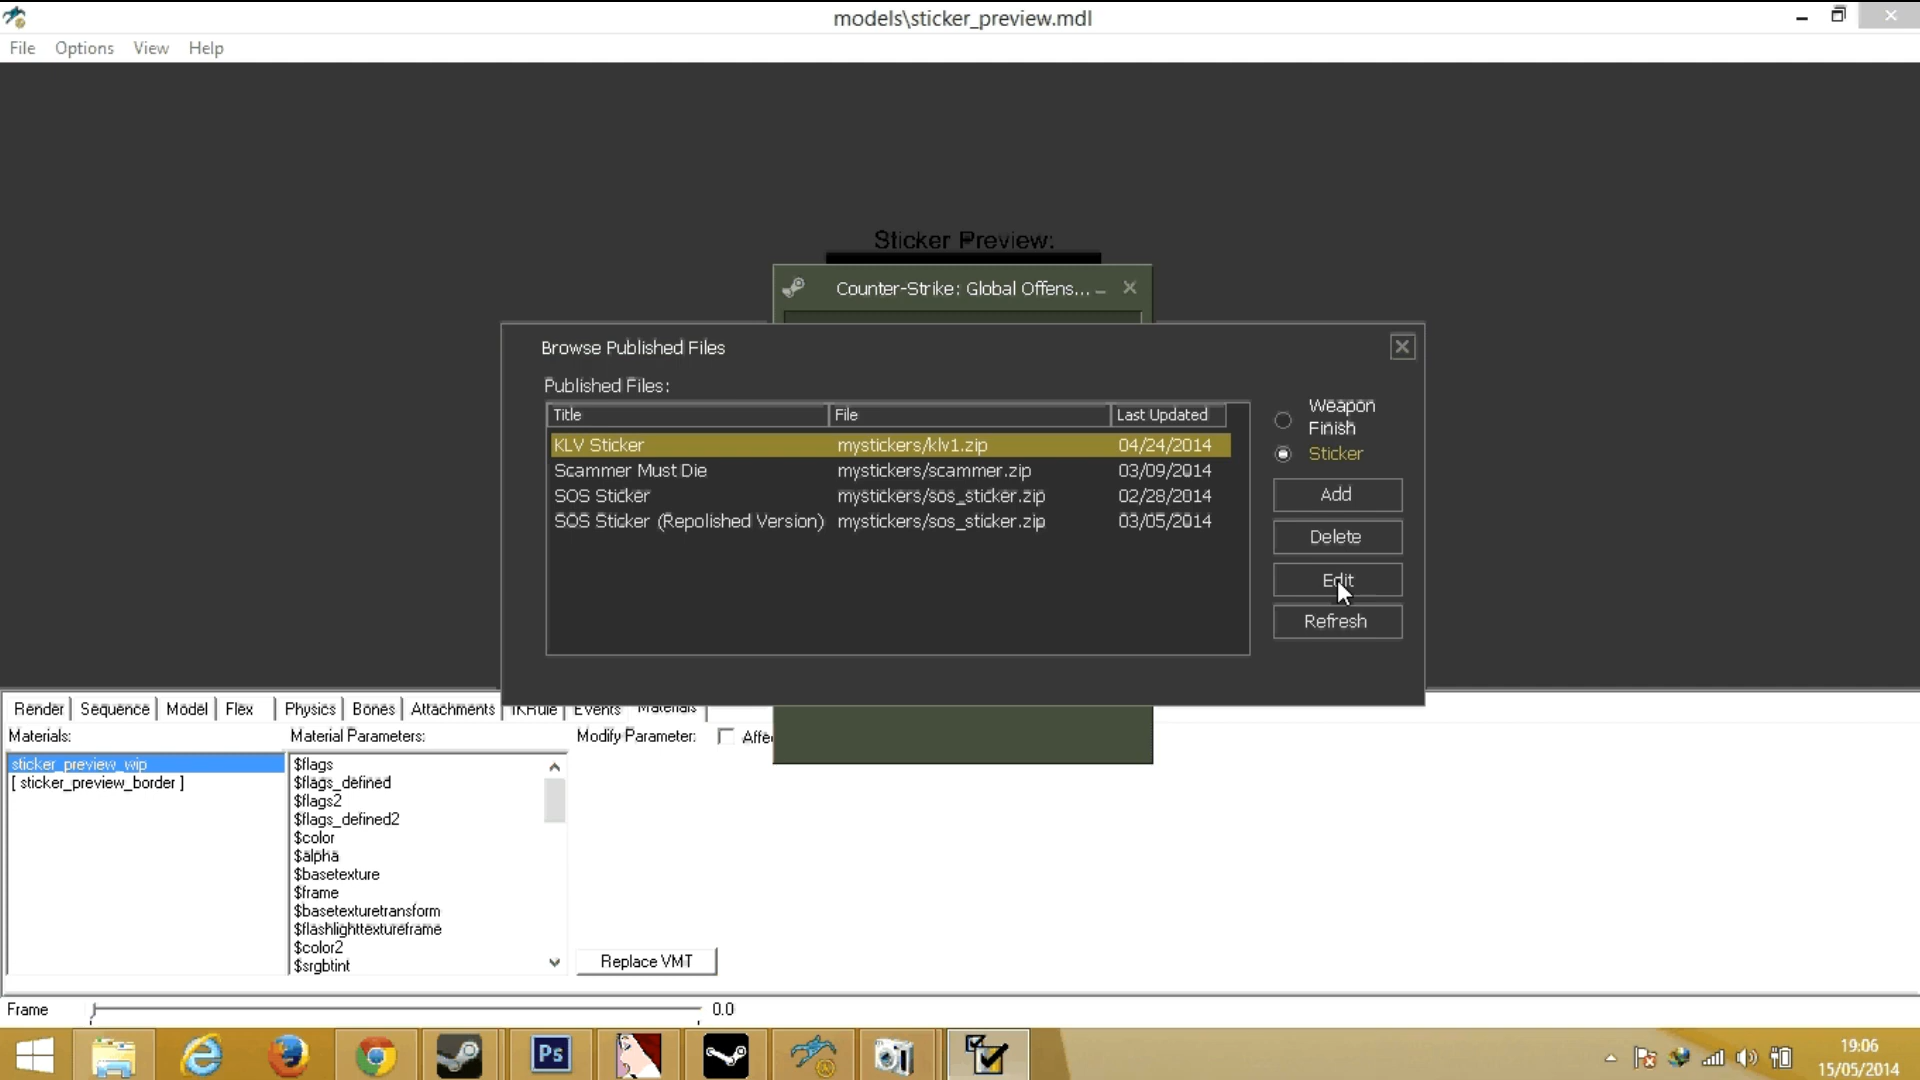 models\sticker_preview.mdl
File Options View Help
Sticker Preview:
Counter-Strike: Global Offens...
Browse Published Files
Published Files:
Title File Last Updated
KLV Sticker mystickers/klv1.zip 04/24/2014
Scammer Must Die mystickers/scammer.zip 03/09/2014
SOS Sticker mystickers/sos_sticker.zip 02/28/2014
SOS Sticker (Repolished Version) mystickers/sos_sticker.zip 03/05/2014
Weapon
Finish
Sticker
Add
Delete
Edit
Refresh
Render Sequence Model Flex Physics Bones Attachments IKRule Events Materials
Materials: Material Parameters: Modify Parameter: Affe
sticker_preview_wip
[ sticker_preview_border ]
$flags
$flags_defined
$flags2
$flags_defined2
$color
$alpha
$basetexture
$frame
$basetexturetransform
$flashlighttextureframe
$color2
$srgbtint
Replace VMT
Frame 0.0
Ps
19:06
15/05/2014